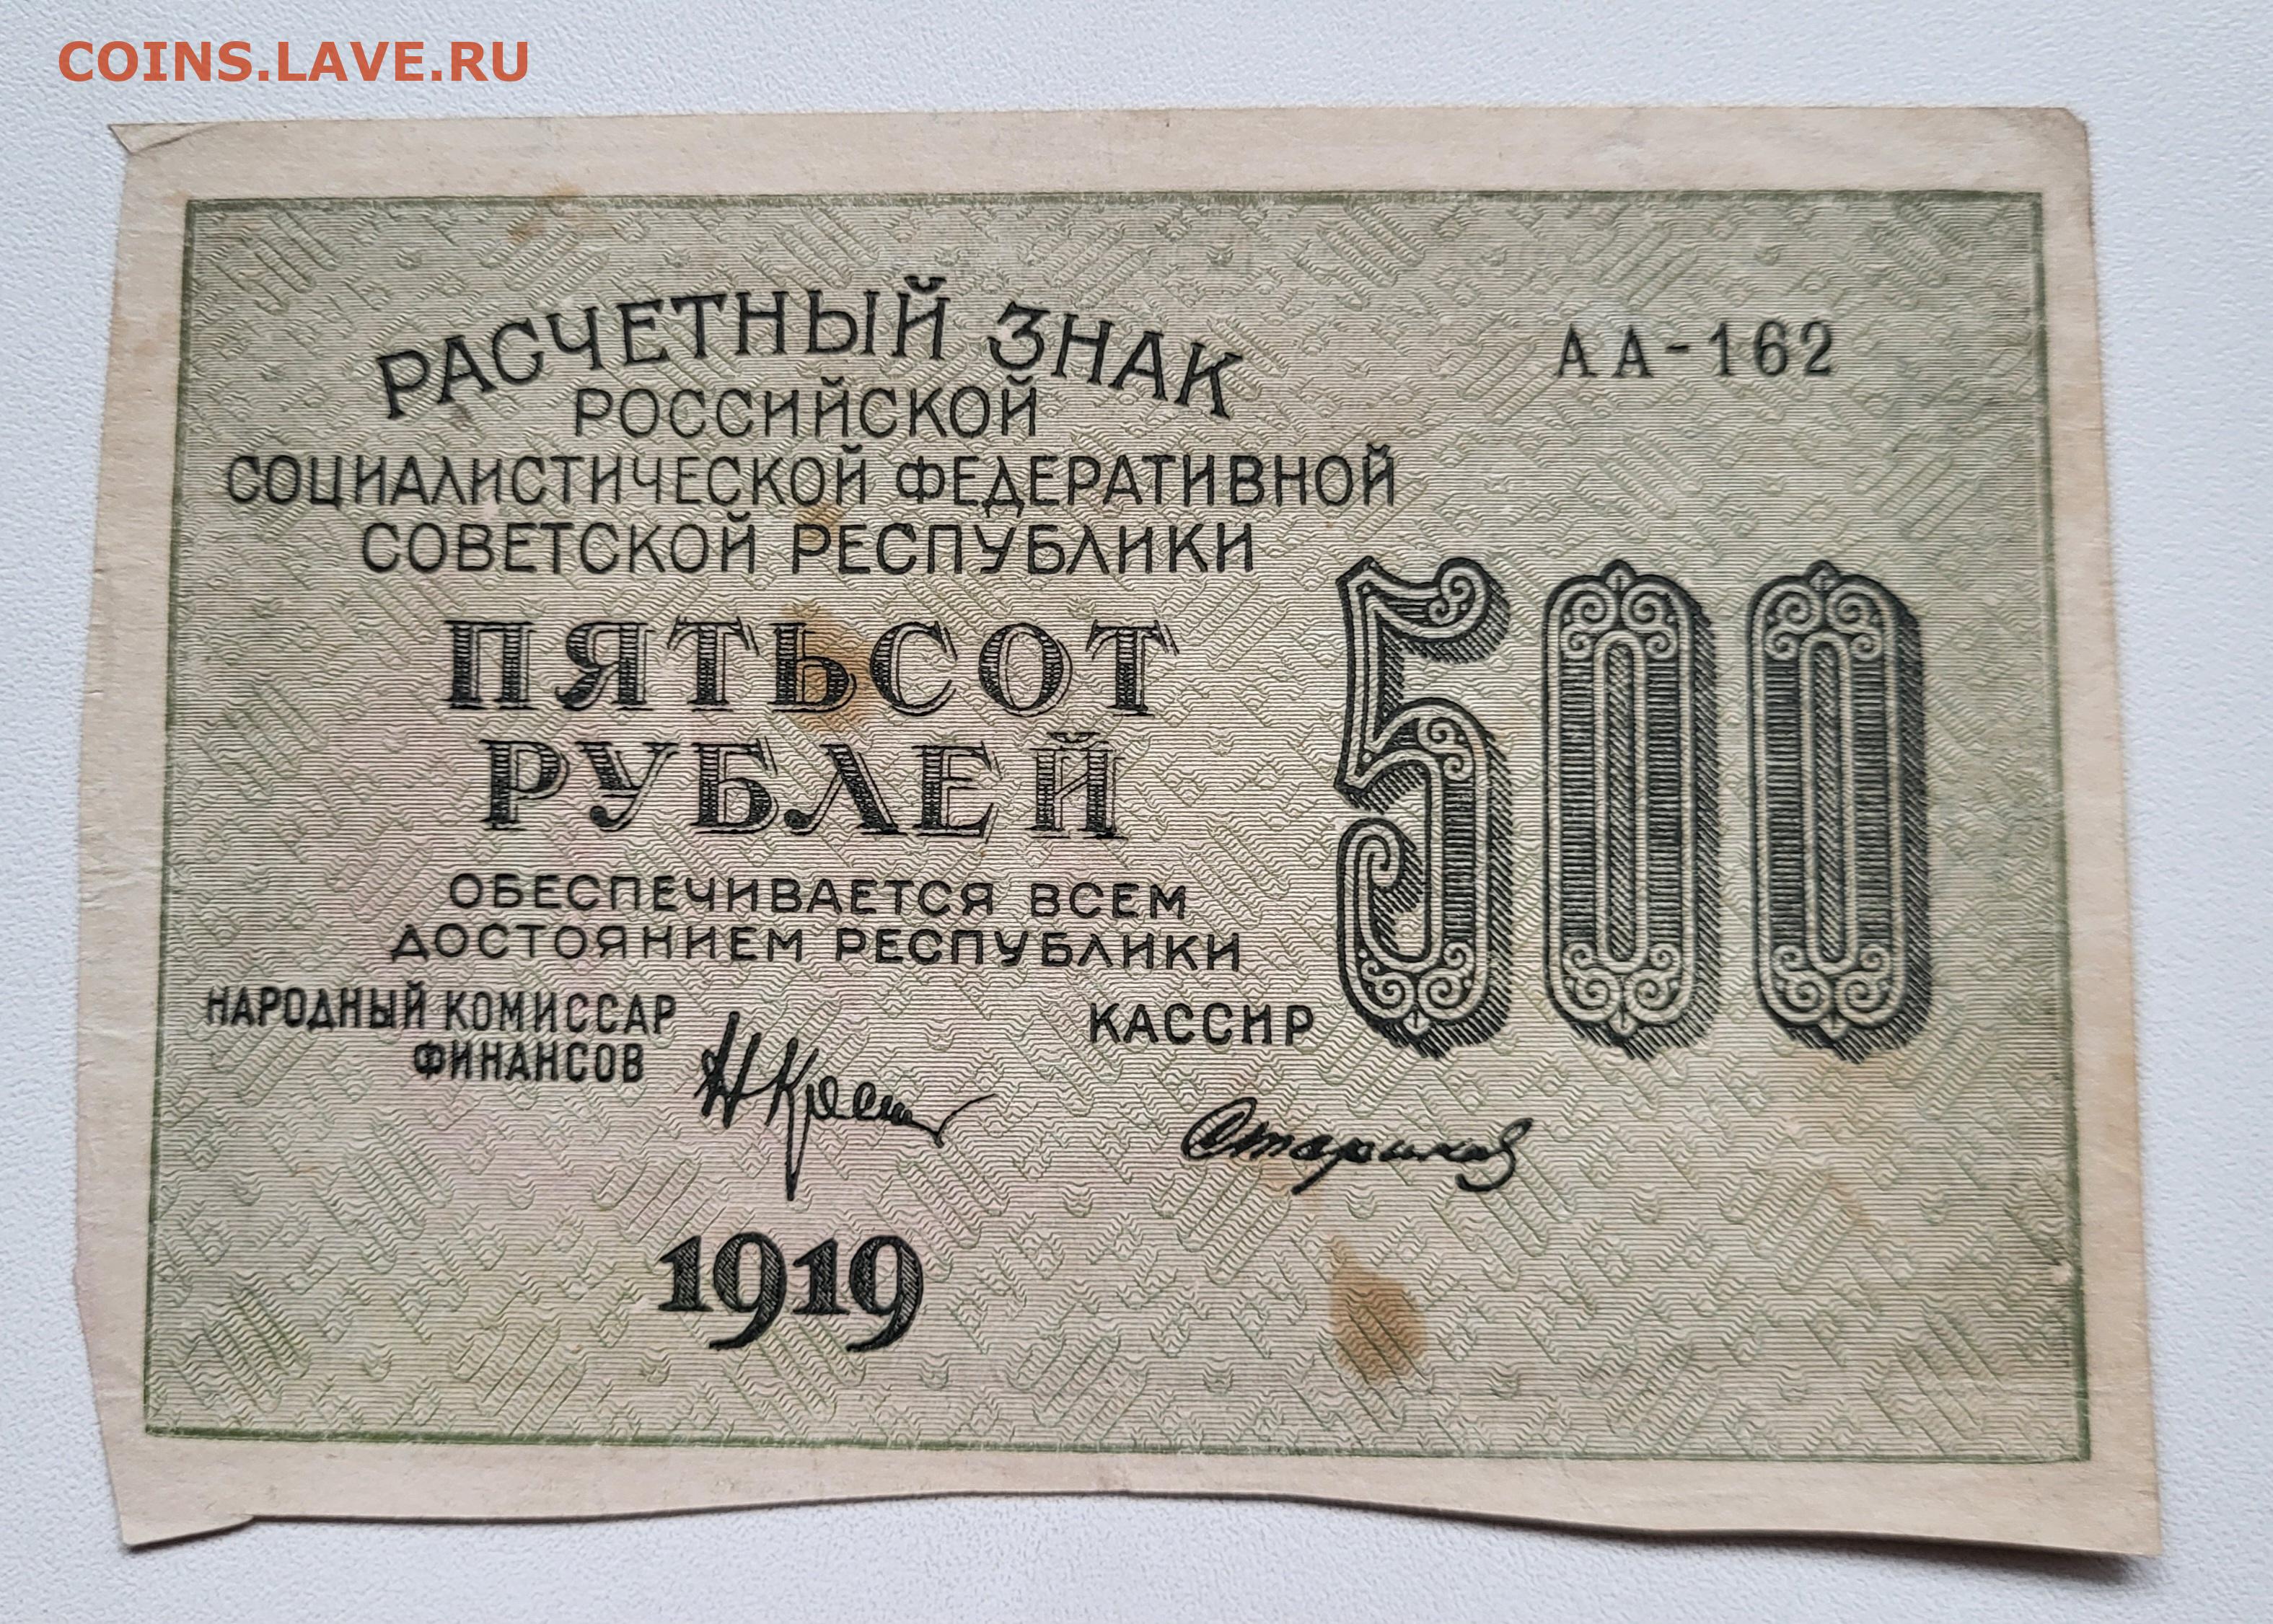 COINS.LAVE.RU
РАСЧЕТНЫЙ ЗНАК
АА-162
РОССИЙСКОЙ
СОЦИАЛИСТИЧЕСКОЙ ФЕДЕРАТИВНОЙ
СОВЕТСКОЙ РЕСПУБЛИКИ
ПЯТЬСОТ
РУБЛЕЙ
500
ОБЕСПЕЧИВАЕТСЯ ВСЕМ
ДОСТОЯНИЕМ РЕСПУБЛИКИ
НАРОДНЫЙ КОМИССАР
ФИНАНСОВ
КАССИР
Стариков
1919